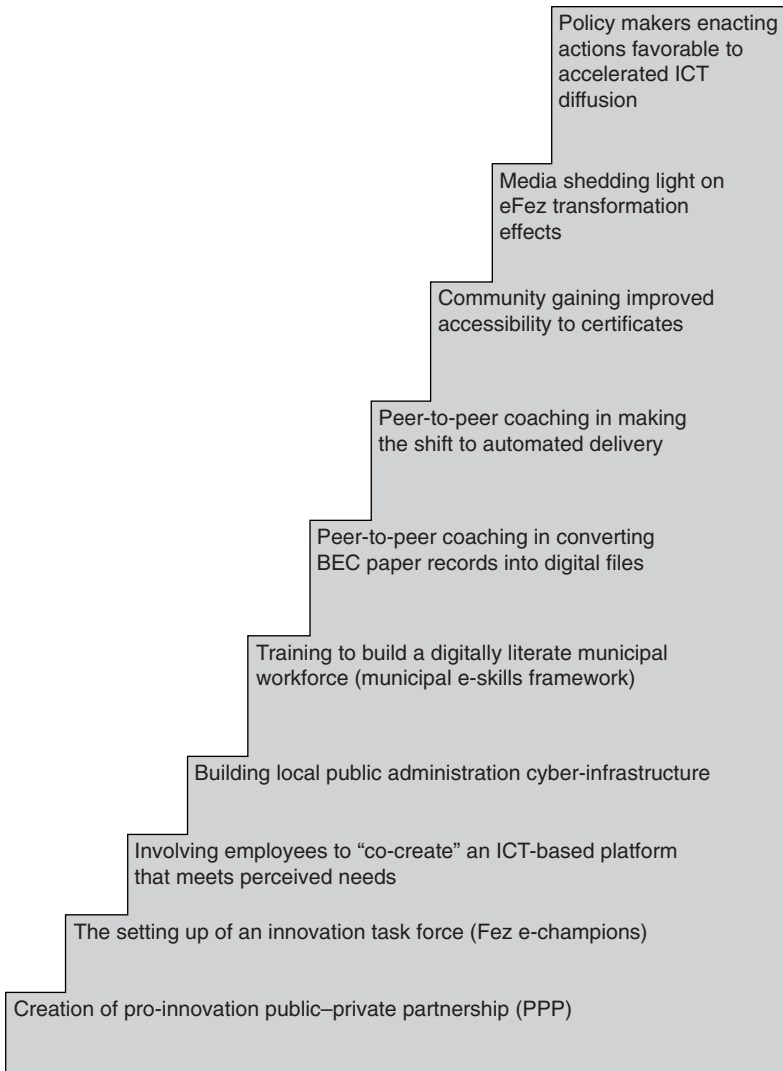 Policy makers enacting
actions favorable to
accelerated ICT
diffusion
Media shedding light on
eFez transformation
effects
Community gaining improved
accessibility to certificates
Peer-to-peer coaching in making
the shift to automated delivery
Peer-to-peer coaching in converting
BEC paper records into digital files
Training to build a digitally literate municipal
workforce (municipal e-skills framework)
Building local public administration cyber-infrastructure
Involving employees to “co-create” an ICT-based platform
that meets perceived needs
The setting up of an innovation task force (Fez e-champions)
Creation of pro-innovation public–private partnership (PPP)